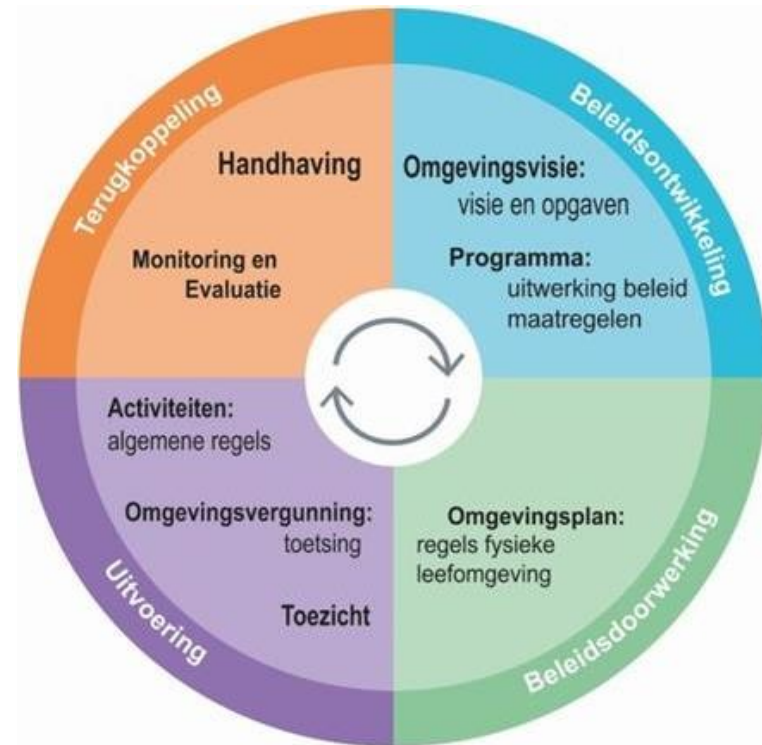 Terugkoppeling
Handhaving
Monitoring en
Evaluatie
Beleidsontwikkeling
Omgevingsvisie:
visie en opgaven
Programma:
uitwerking beleid
maatregelen
Activiteiten:
algemene regels
Omgevingsvergunning:
toetsing
Toezicht
Uitvoering
Omgevingsplan:
regels fysieke
leefomgeving
Beleidsdoorwerking